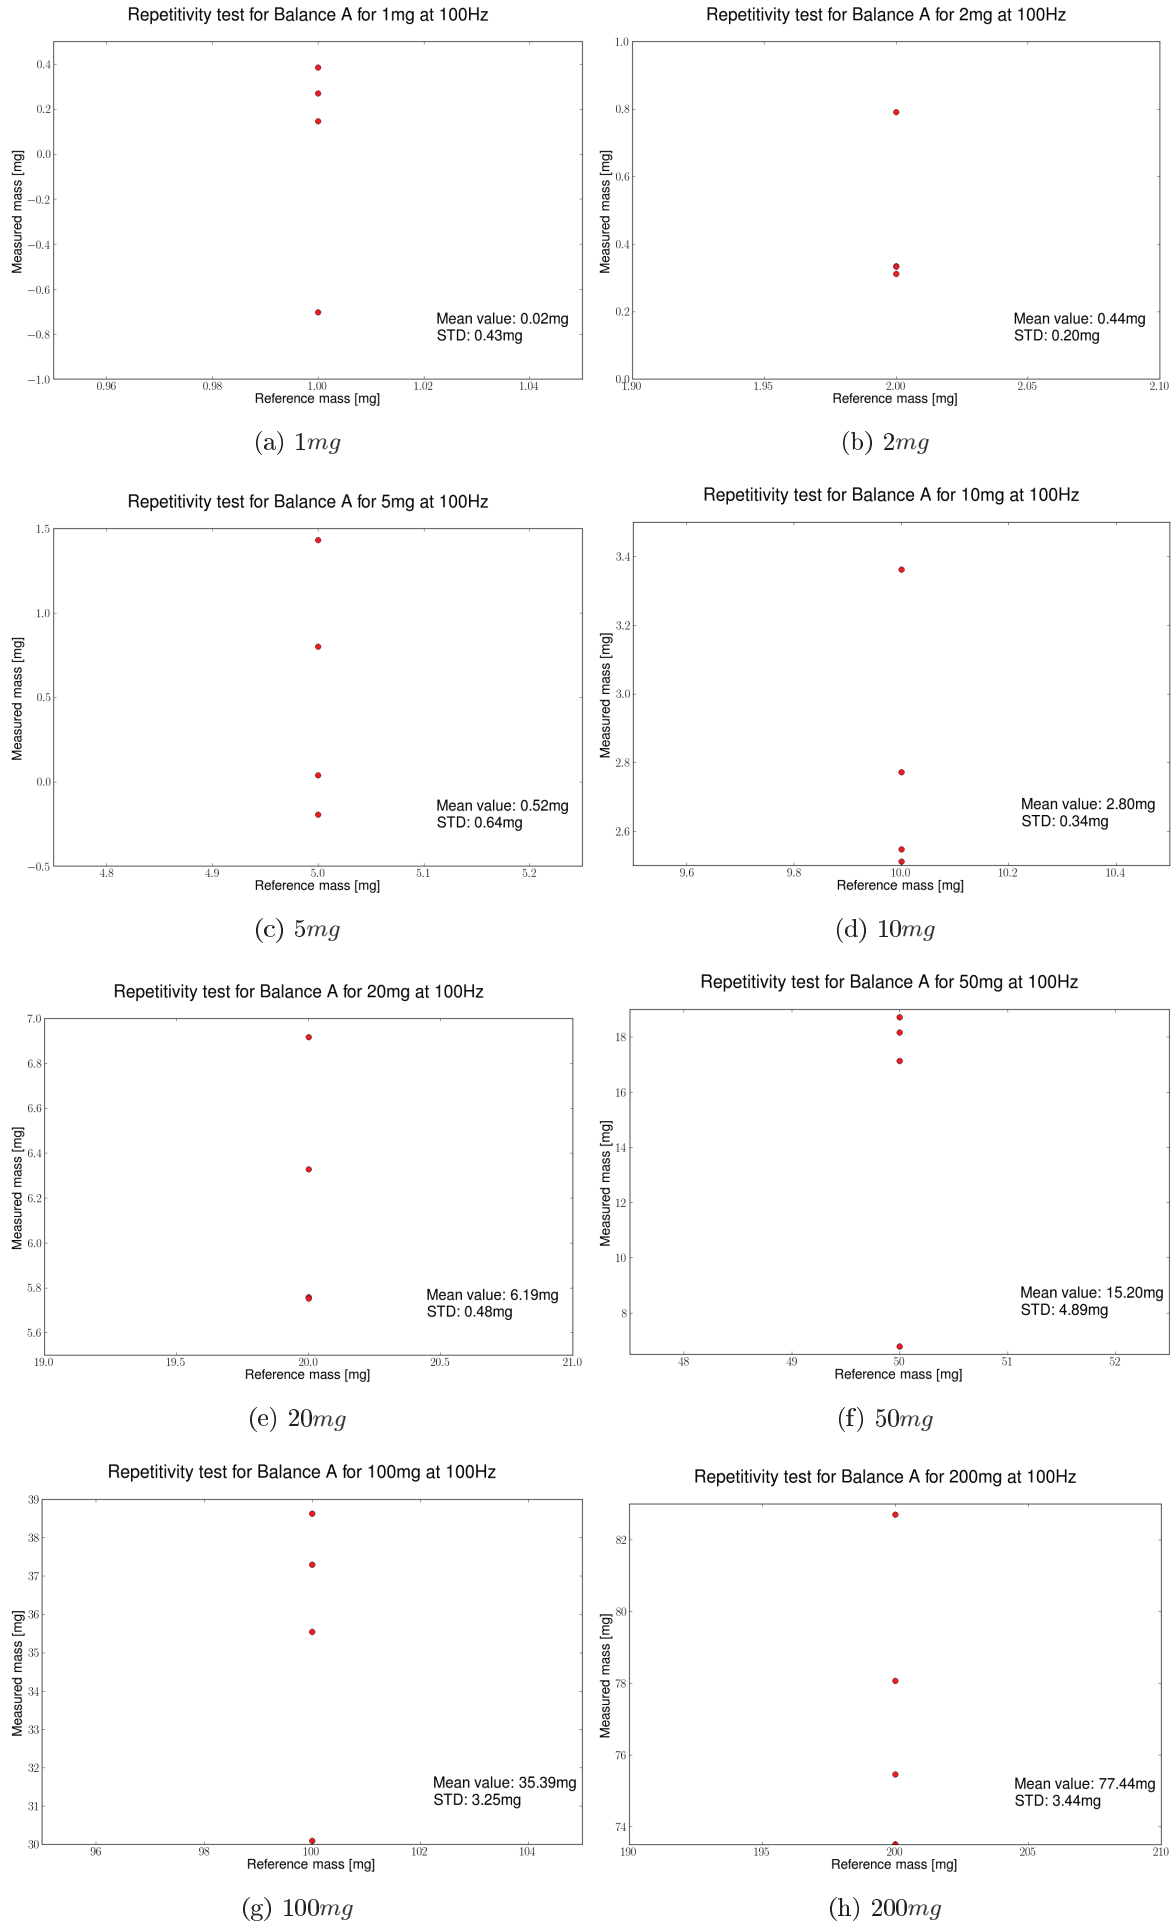 Repetitivity test for Balance A for 1mg at 100Hz
Measured mass [mg]
0.4
0.2
0.0
−0.2
−0.4
−0.6
−0.8
−1.0
Mean value: 0.02mg
STD: 0.43mg
0.96 0.98 1.00 1.02 1.04
Reference mass [mg]
(a) 1mg
Repetitivity test for Balance A for 2mg at 100Hz
Measured mass [mg]
1.0
0.8
0.6
0.4
0.2
0.0
Mean value: 0.44mg
STD: 0.20mg
1.90 1.95 2.00 2.05 2.10
Reference mass [mg]
(b) 2mg
Repetitivity test for Balance A for 5mg at 100Hz
Measured mass [mg]
1.5
1.0
0.5
0.0
−0.5
Mean value: 0.52mg
STD: 0.64mg
4.8 4.9 5.0 5.1 5.2
Reference mass [mg]
(c) 5mg
Repetitivity test for Balance A for 10mg at 100Hz
Measured mass [mg]
3.4
3.2
3.0
2.8
2.6
Mean value: 2.80mg
STD: 0.34mg
9.6 9.8 10.0 10.2 10.4
Reference mass [mg]
(d) 10mg
Repetitivity test for Balance A for 20mg at 100Hz
Measured mass [mg]
7.0
6.8
6.6
6.4
6.2
6.0
5.8
5.6
Mean value: 6.19mg
STD: 0.48mg
19.0 19.5 20.0 20.5 21.0
Reference mass [mg]
(e) 20mg
Repetitivity test for Balance A for 50mg at 100Hz
Measured mass [mg]
18
16
14
12
10
8
Mean value: 15.20mg
STD: 4.89mg
48 49 50 51 52
Reference mass [mg]
(f) 50mg
Repetitivity test for Balance A for 100mg at 100Hz
Measured mass [mg]
39
38
37
36
35
34
33
32
31
30
Mean value: 35.39mg
STD: 3.25mg
96 98 100 102 104
Reference mass [mg]
(g) 100mg
Repetitivity test for Balance A for 200mg at 100Hz
Measured mass [mg]
82
80
78
76
74
Mean value: 77.44mg
STD: 3.44mg
190 195 200 205 210
Reference mass [mg]
(h) 200mg